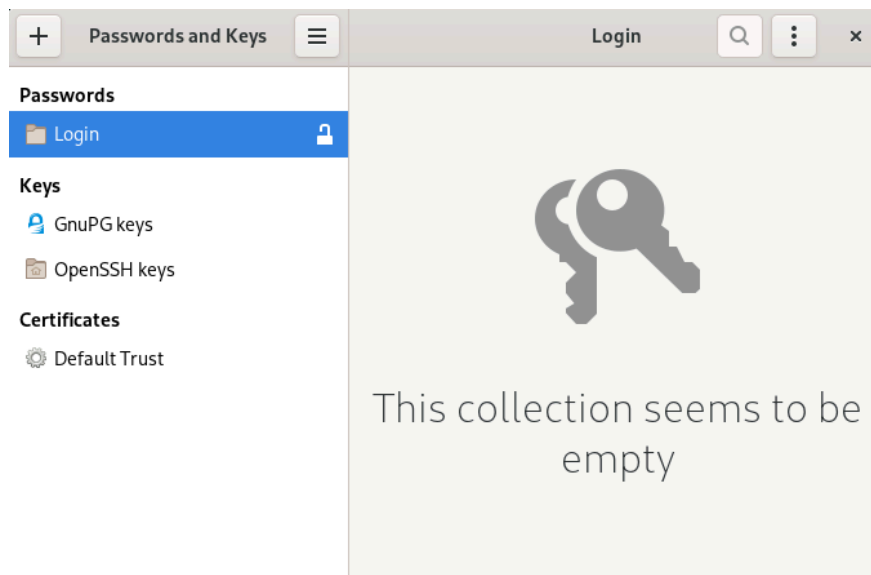 Passwords and Keys
Login
Passwords
Login
Keys
GnuPG keys
OpenSSH keys
Certificates
Default Trust
This collection seems to be
empty